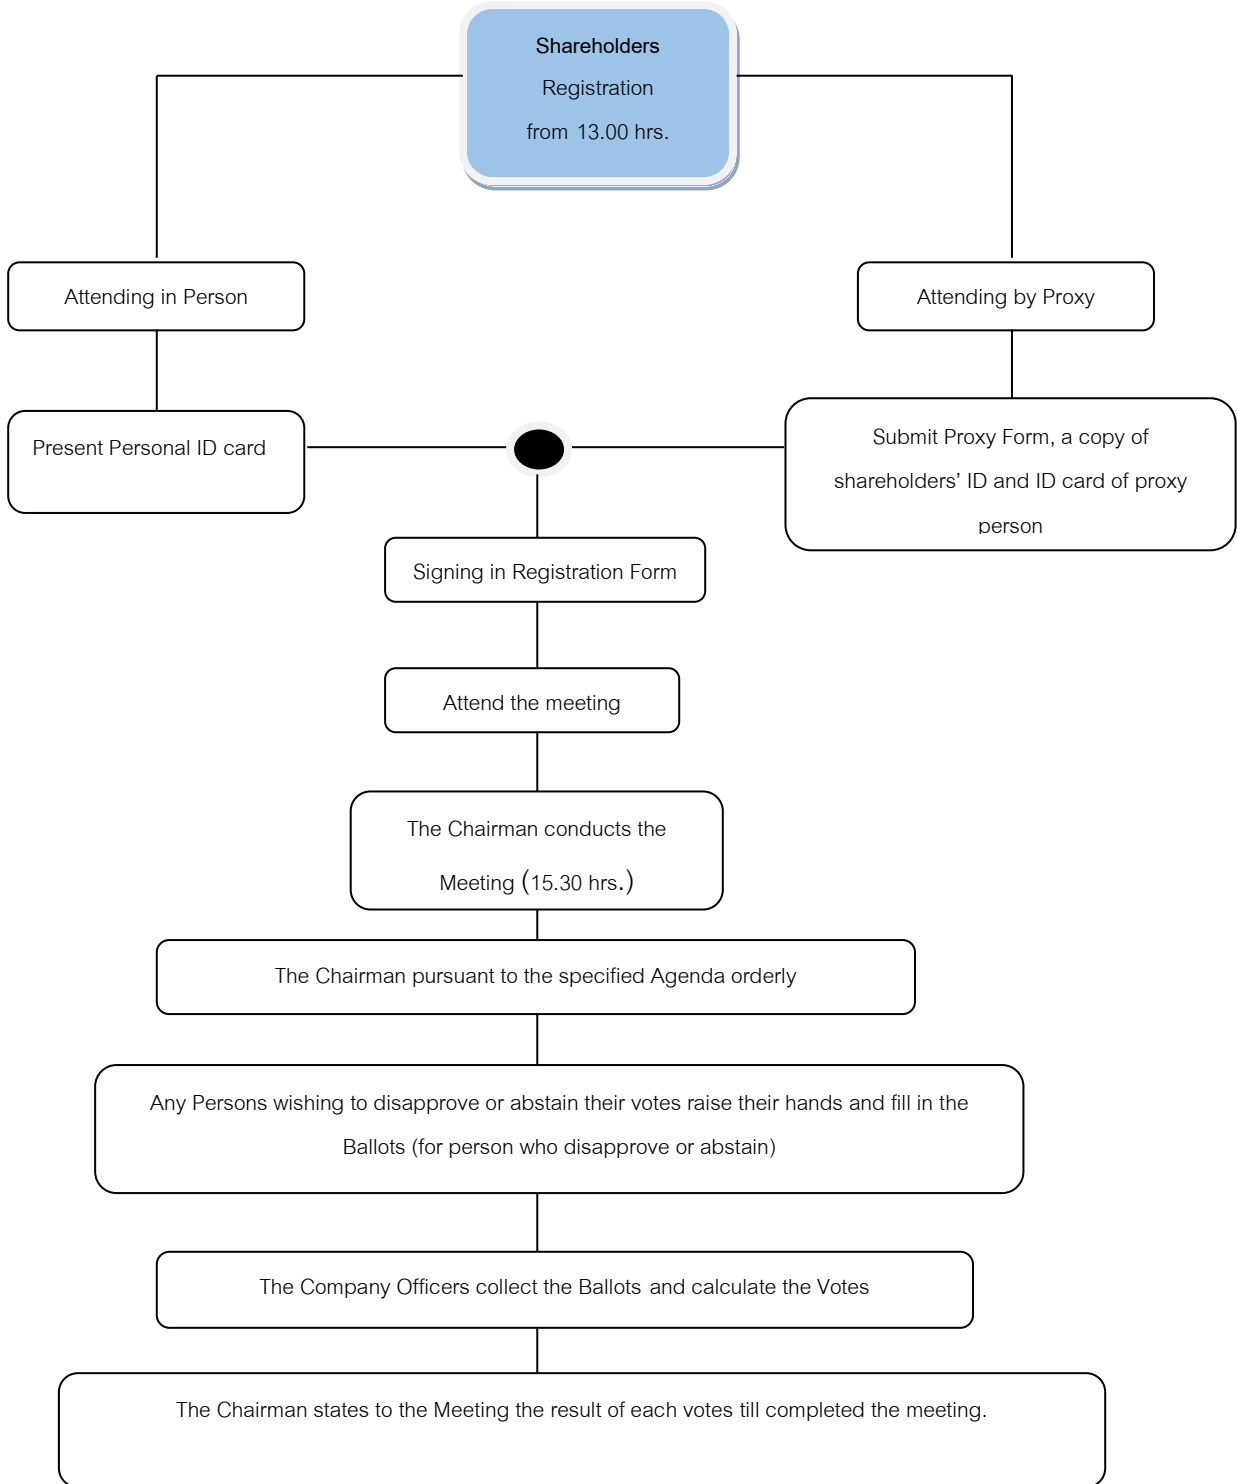 Shareholders
Registration
from 13.00 hrs.
Attending in Person
Attending by Proxy
Present Personal ID card
Submit Proxy Form, a copy of
shareholders’ ID and ID card of proxy
person
Signing in Registration Form
Attend the meeting
The Chairman conducts the
Meeting (15.30 hrs.)
The Chairman pursuant to the specified Agenda orderly
Any Persons wishing to disapprove or abstain their votes raise their hands and fill in the
Ballots (for person who disapprove or abstain)
The Company Officers collect the Ballots and calculate the Votes
The Chairman states to the Meeting the result of each votes till completed the meeting.